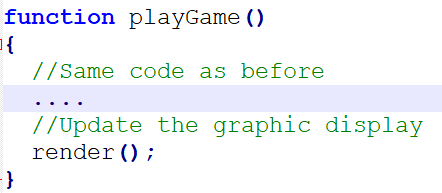 function playGame()
{
//Same code as before
....
//Update the graphic display
render();
}